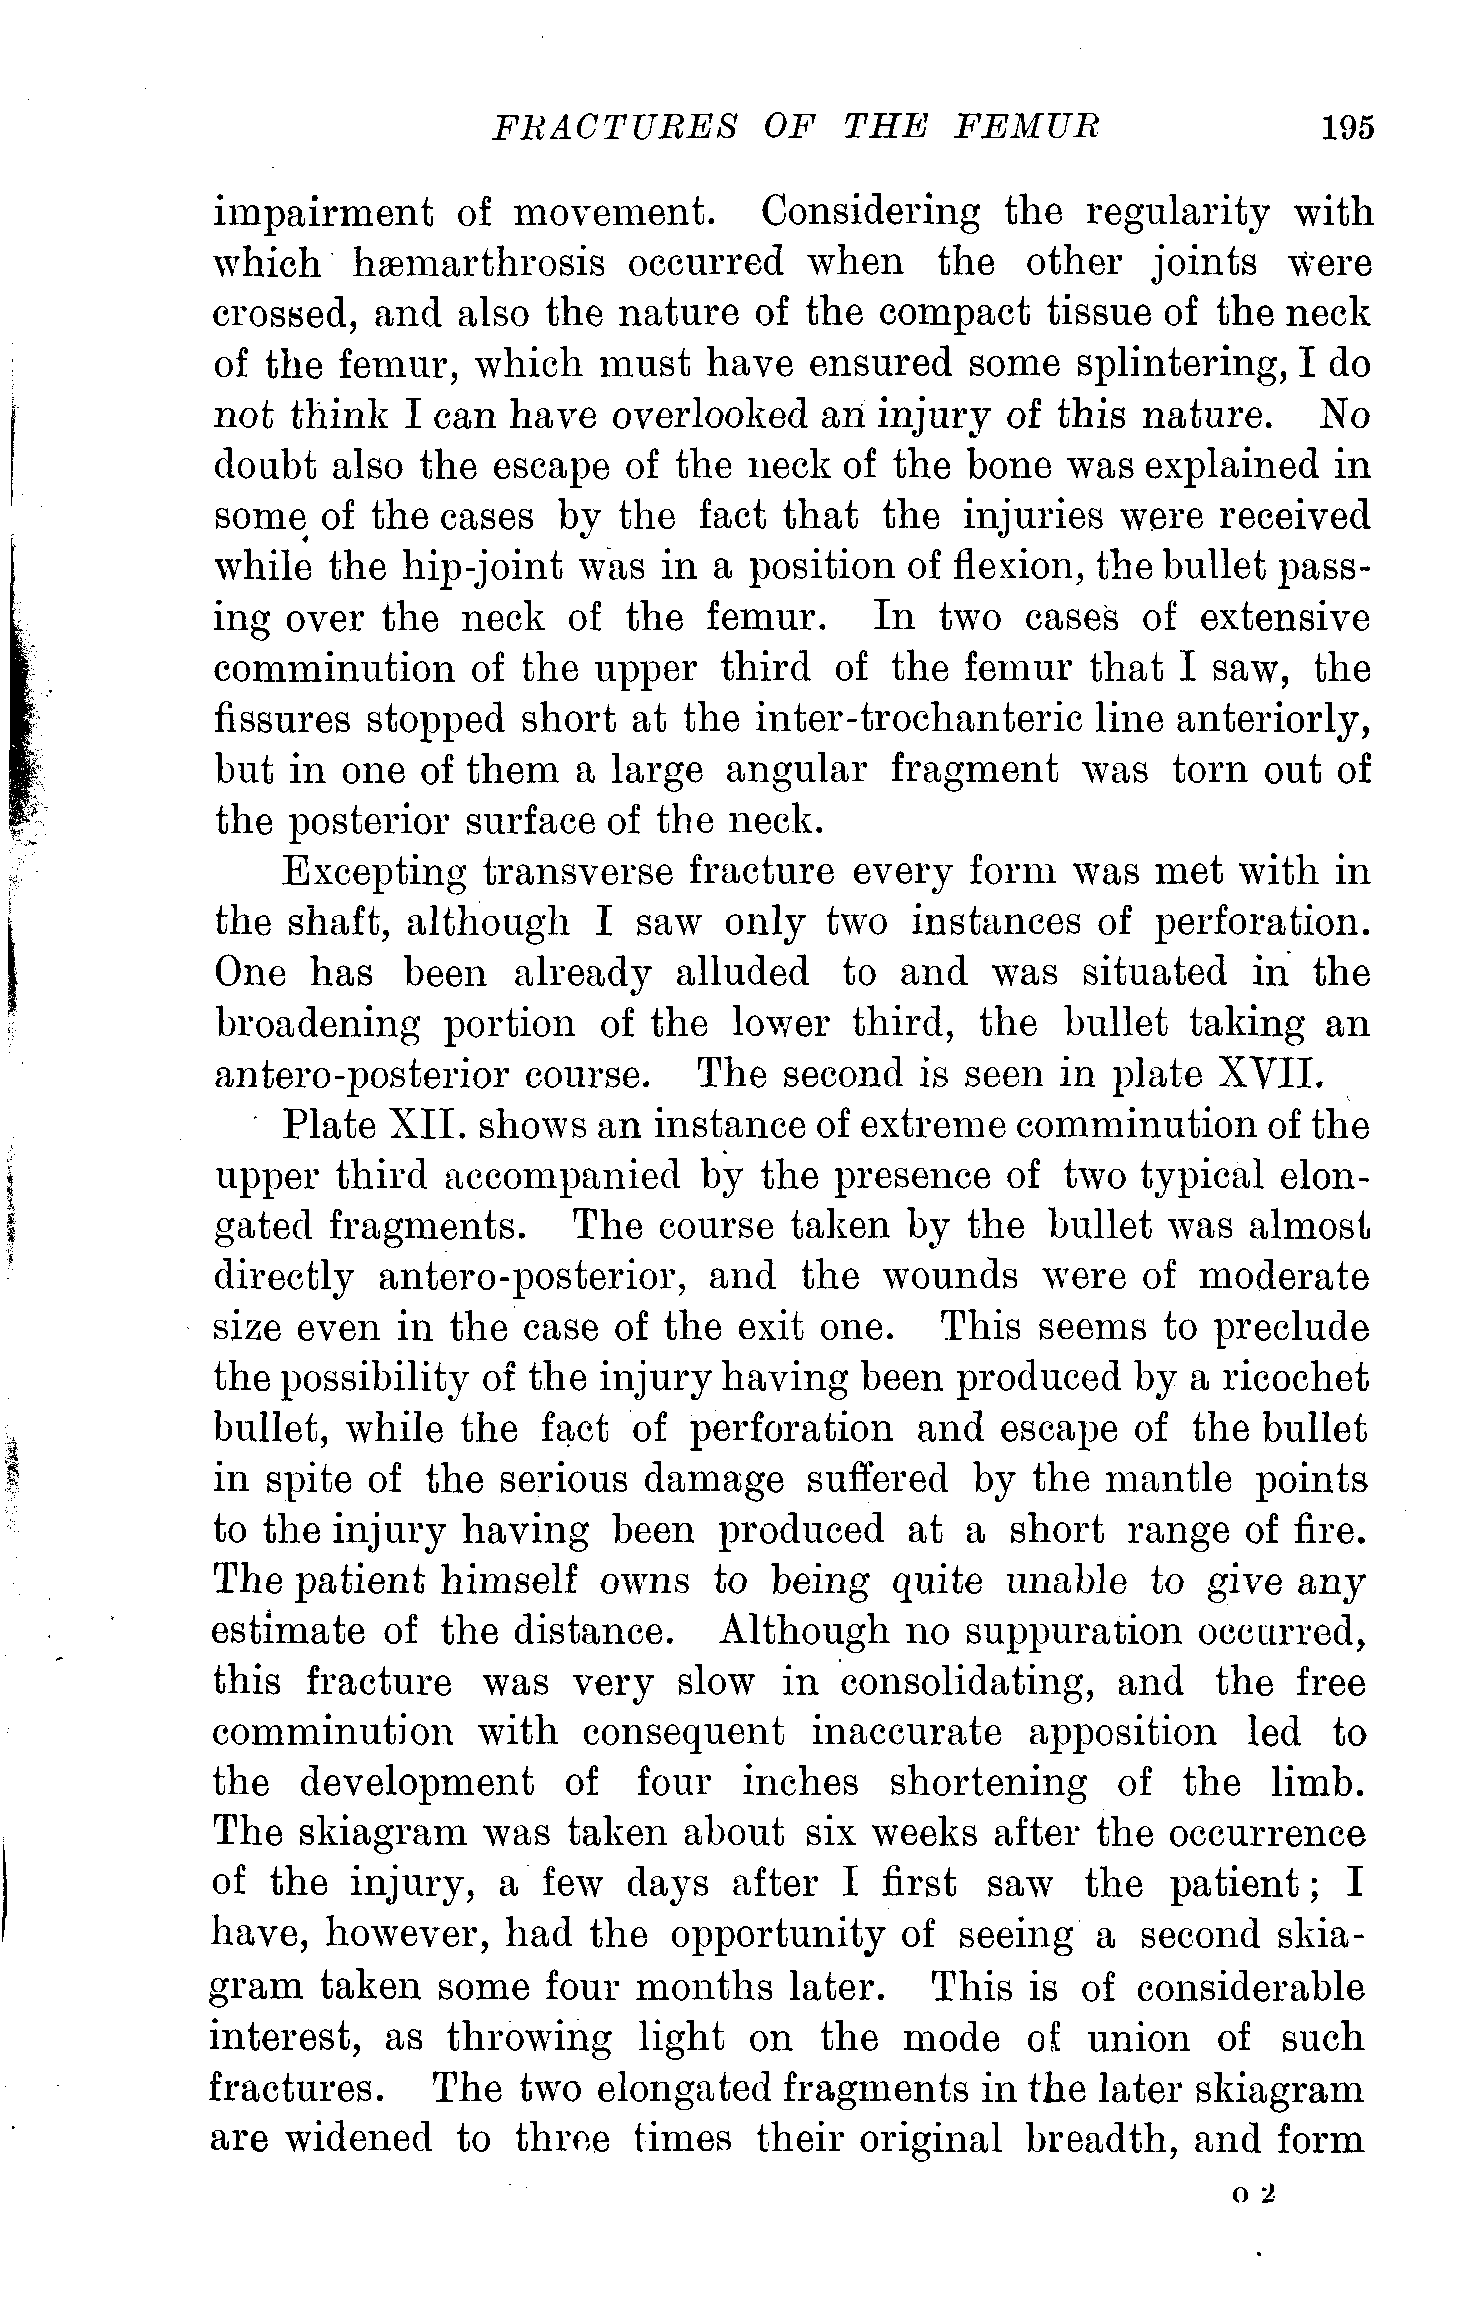 FRACTURES OF THE FEMUR 195
impairment of movement. Considering the regularity with
which hæmarthrosis occurred when the other joints were
crossed, and also the nature of the compact tissue of the neck
of the femur, which must have ensured some splintering, I do
not think I can have overlooked an injury of this nature. No
doubt also the escape of the neck of the bone was explained in
some of the cases by the fact that the injuries were received
while the hip-joint was in a position of flexion, the bullet pass-
ing over the neck of the femur. In two cases of extensive
comminution of the upper third of the femur that I saw, the
fissures stopped short at the inter-trochanteric line anteriorly,
but in one of them a large angular fragment was torn out of
the posterior surface of the neck.
Excepting transverse fracture every form was met with in
the shaft, although I saw only two instances of perforation.
One has been already alluded to and was situated in the
broadening portion of the lower third, the bullet taking an
antero-posterior course. The second is seen in plate XVII.
Plate XII. shows an instance of extreme comminution of the
upper third accompanied by the presence of two typical elon-
gated fragments. The course taken by the bullet was almost
directly antero-posterior, and the wounds were of moderate
size even in the case of the exit one. This seems to preclude
the possibility of the injury having been produced by a ricochet
bullet, while the fact of perforation and escape of the bullet
in spite of the serious damage suffered by the mantle points
to the injury having been produced at a short range of fire.
The patient himself owns to being quite unable to give any
estimate of the distance. Although no suppuration occurred,
this fracture was very slow in consolidating, and the free
comminution with consequent inaccurate apposition led to
the development of four inches shortening of the limb.
The skiagram was taken about six weeks after the occurrence
of the injury, a few days after I first saw the patient; I
have, however, had the opportunity of seeing a second skia-
gram taken some four months later. This is of considerable
interest, as throwing light on the mode of union of such
fractures. The two elongated fragments in the later skiagram
are widened to three times their original breadth, and form
o 2